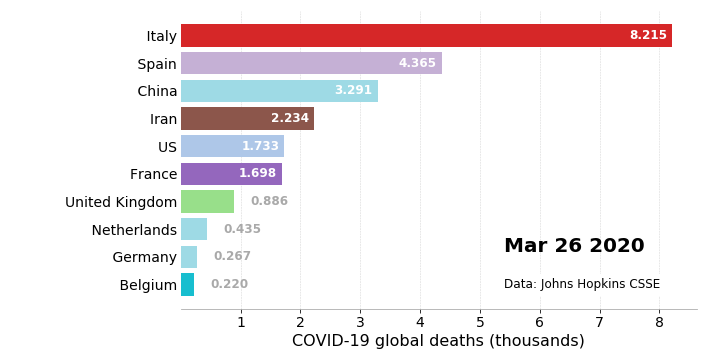 Italy 8.215
Spain 4.365
China 3.291
Iran 2.234
US 1.733
France 1.698
United Kingdom 0.886
Netherlands 0.435
Germany 0.267
Belgium 0.220
Mar 26 2020
Data: Johns Hopkins CSSE
1 2 3 4 5 6 7 8
COVID-19 global deaths (thousands)